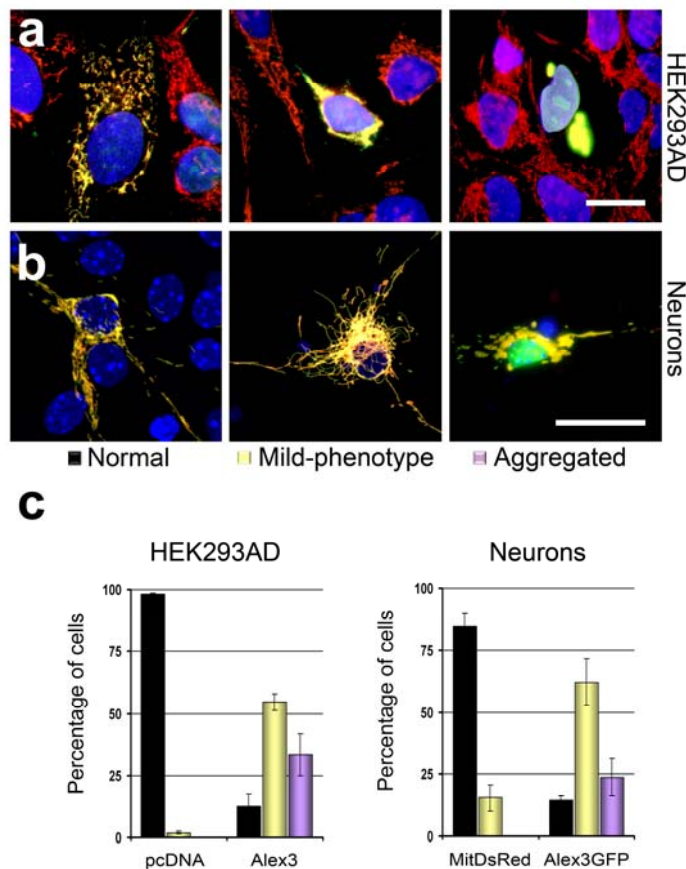 a
HEK293AD
b
Neurons
Normal Mild-phenotype Aggregated
c
HEK293AD Neurons
Percentage of cells
100
75
50
25
0
pcDNA Alex3
Percentage of cells
100
75
50
25
0
MitDsRed Alex3GFP